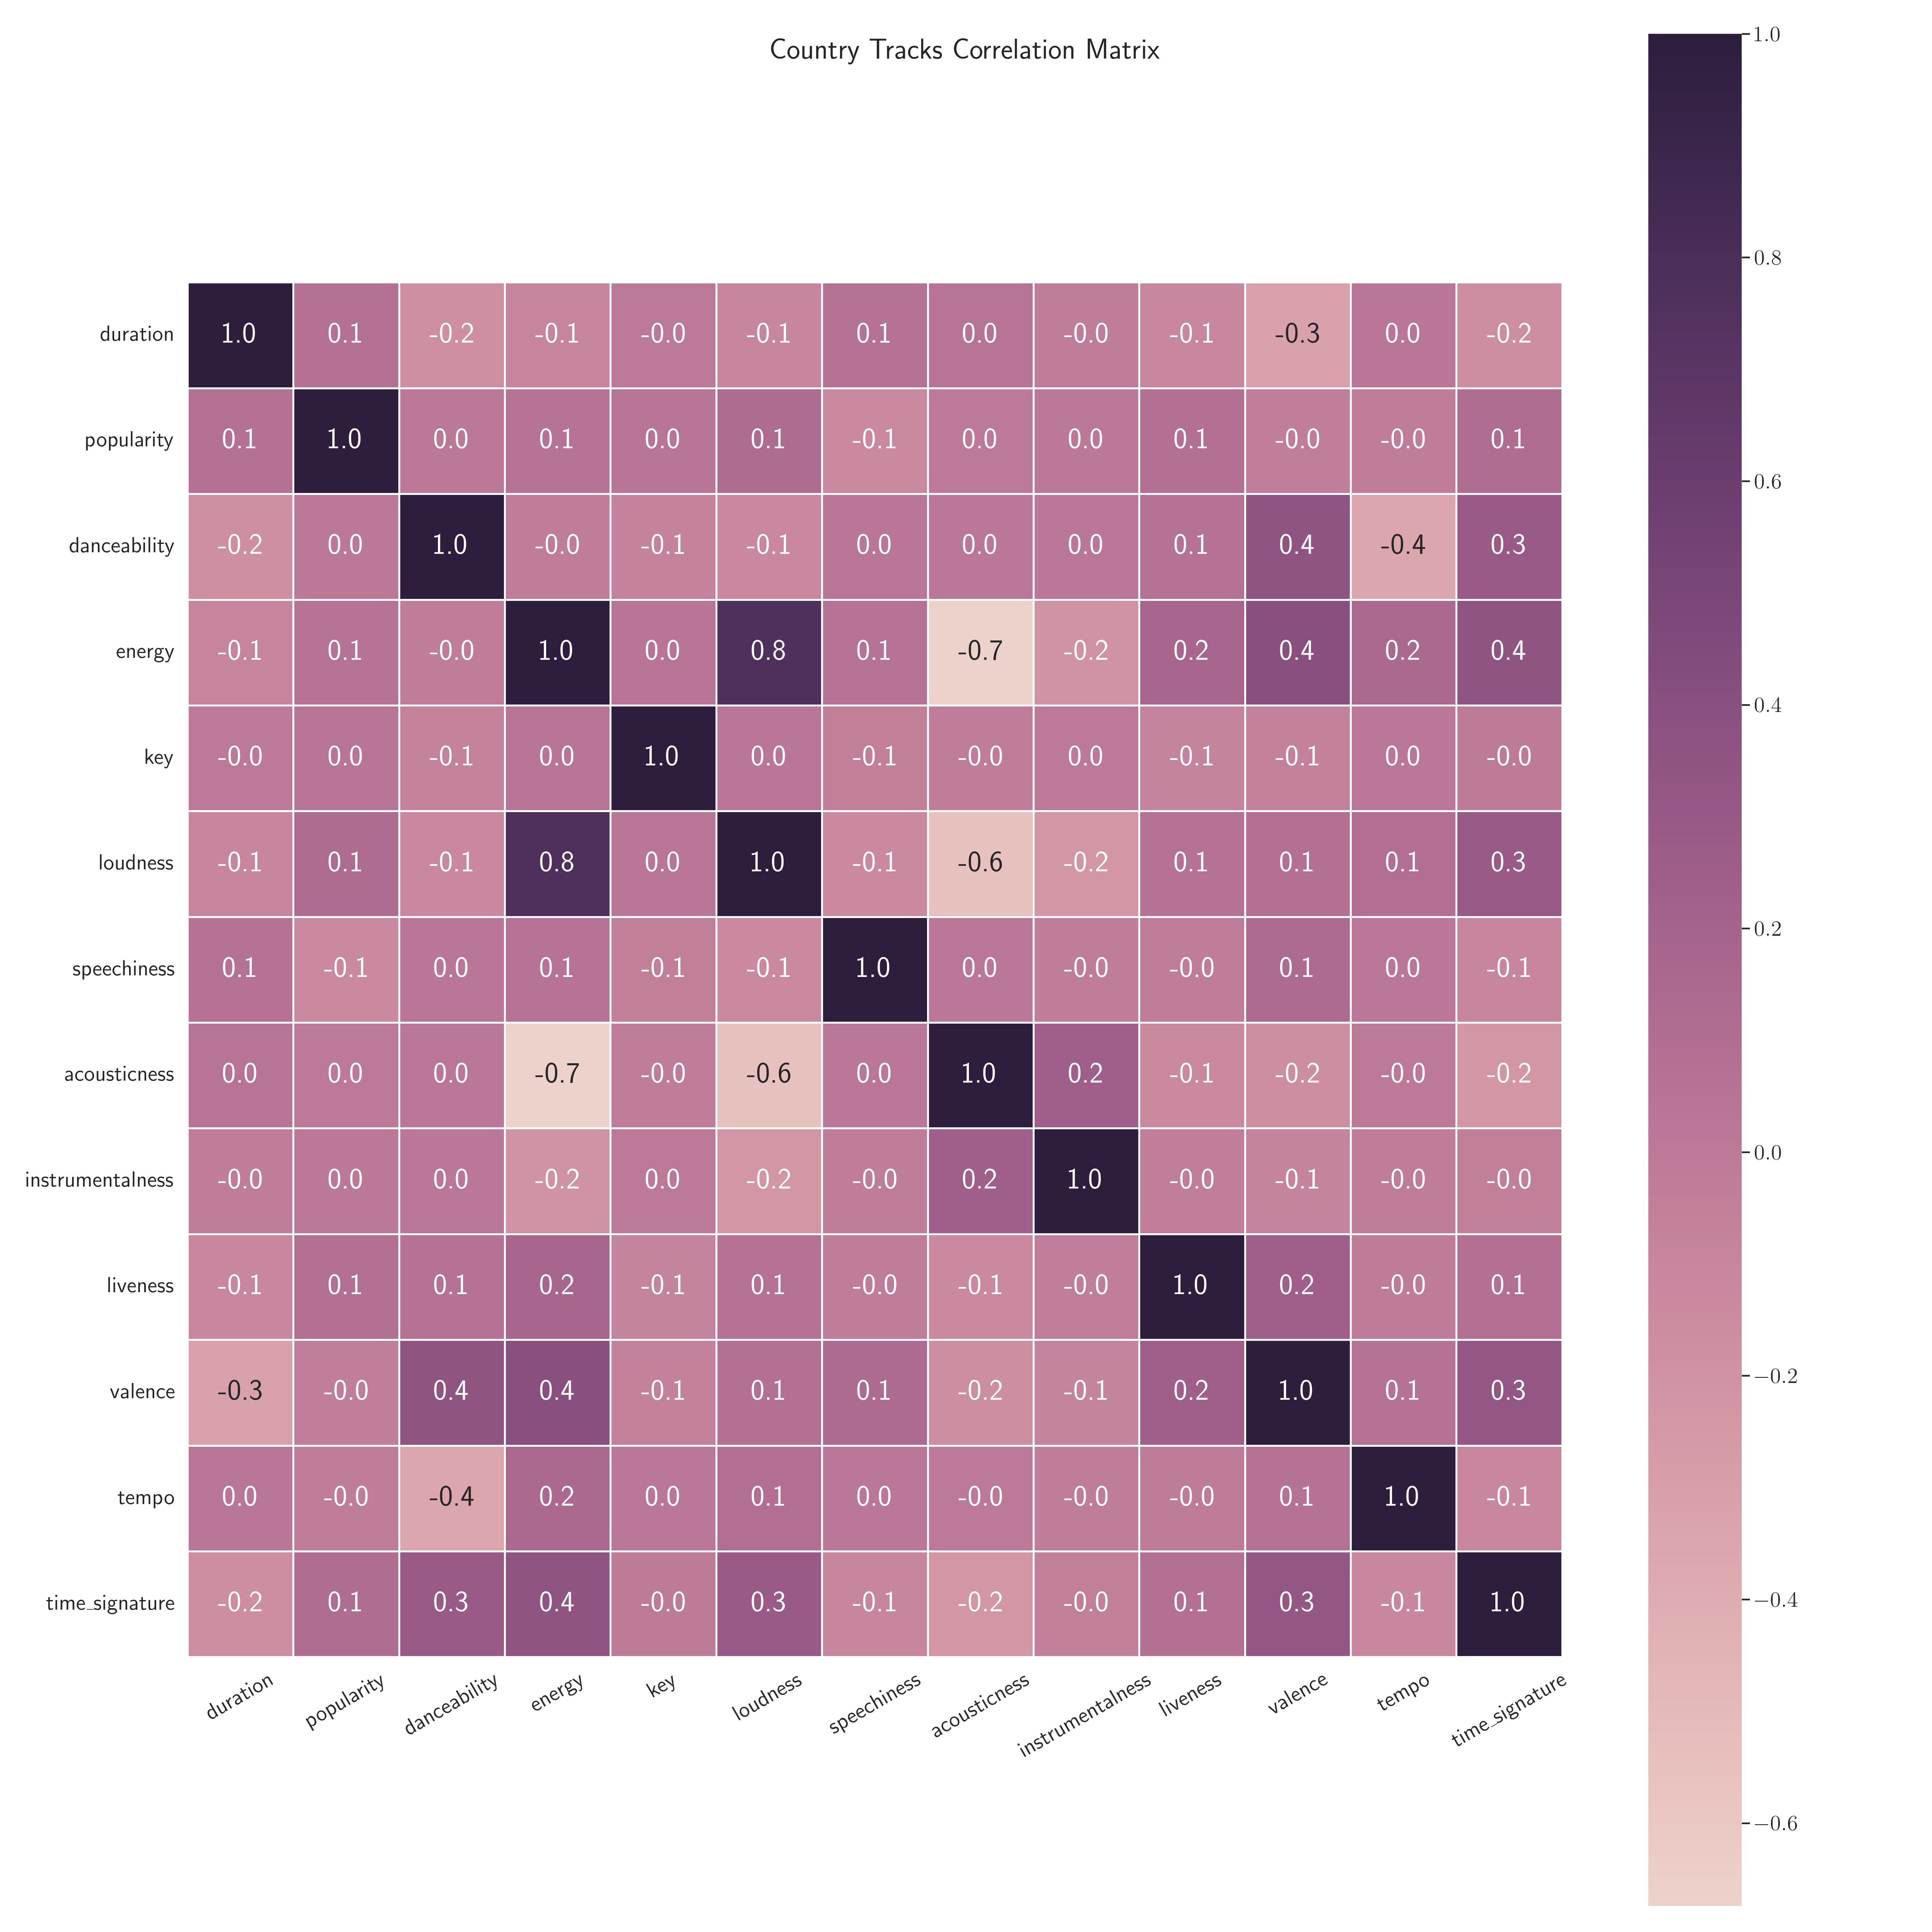 Country Tracks Correlation Matrix
1.0
0.8
0.6
0.4
0.2
0.0
−0.2
−0.4
−0.6
duration 1.0 0.1 -0.2 -0.1 -0.0 -0.1 0.1 0.0 -0.0 -0.1 -0.3 0.0 -0.2
popularity 0.1 1.0 0.0 0.1 0.0 0.1 -0.1 0.0 0.0 0.1 -0.0 -0.0 0.1
danceability -0.2 0.0 1.0 -0.0 -0.1 -0.1 0.0 0.0 0.0 0.1 0.4 -0.4 0.3
energy -0.1 0.1 -0.0 1.0 0.0 0.8 0.1 -0.7 -0.2 0.2 0.4 0.2 0.4
key -0.0 0.0 -0.1 0.0 1.0 0.0 -0.1 -0.0 0.0 -0.1 -0.1 0.0 -0.0
loudness -0.1 0.1 -0.1 0.8 0.0 1.0 -0.1 -0.6 -0.2 0.1 0.1 0.1 0.3
speechiness 0.1 -0.1 0.0 0.1 -0.1 -0.1 1.0 0.0 -0.0 -0.0 0.1 0.0 -0.1
acousticness 0.0 0.0 0.0 -0.7 -0.0 -0.6 0.0 1.0 0.2 -0.1 -0.2 -0.0 -0.2
instrumentalness -0.0 0.0 0.0 -0.2 0.0 -0.2 -0.0 0.2 1.0 -0.0 -0.1 -0.0 -0.0
liveness -0.1 0.1 0.1 0.2 -0.1 0.1 -0.0 -0.1 -0.0 1.0 0.2 -0.0 0.1
valence -0.3 -0.0 0.4 0.4 -0.1 0.1 0.1 -0.2 -0.1 0.2 1.0 0.1 0.3
tempo 0.0 -0.0 -0.4 0.2 0.0 0.1 0.0 -0.0 -0.0 -0.0 0.1 1.0 -0.1
time_signature -0.2 0.1 0.3 0.4 -0.0 0.3 -0.1 -0.2 -0.0 0.1 0.3 -0.1 1.0
duration popularity danceability energy key loudness speechiness acousticness instrumentalness liveness valence tempo time_signature